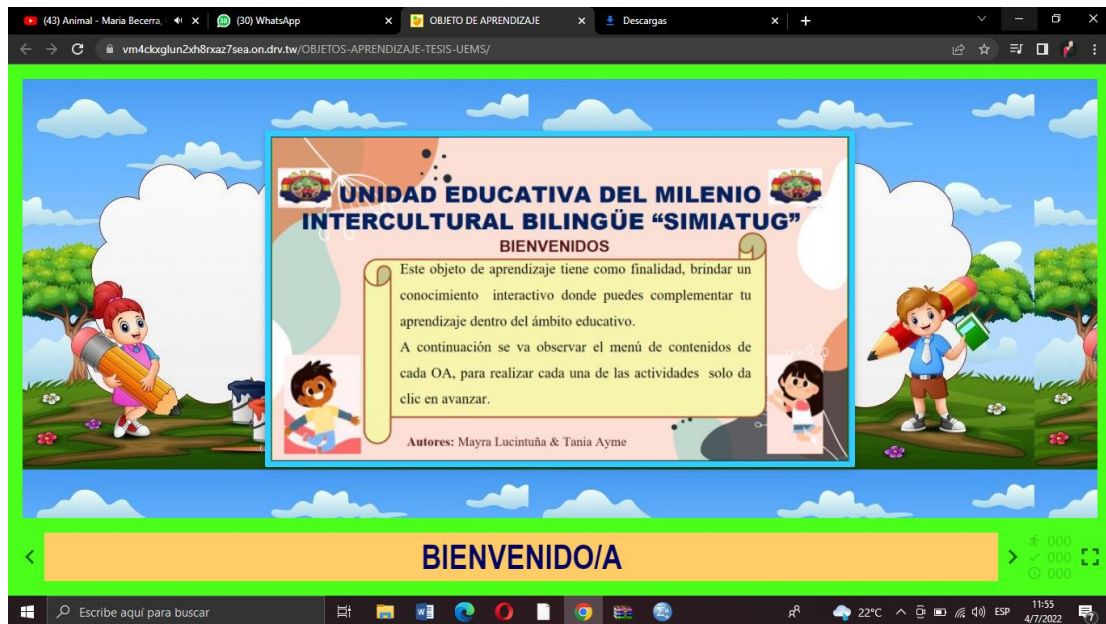 (43) Animal - Maria Becerra,
(30) WhatsApp
OBJETO DE APRENDIZAJE
Descargas
vm4ckxglun2xh8rxaz7sea.on.drv.tw/OBJETOS-APRENDIZAJE-TESIS-UEMS/
UNIDAD EDUCATIVA DEL MILENIO
INTERCULTURAL BILINGÜE “SIMIATUG”
BIENVENIDOS
Este objeto de aprendizaje tiene como finalidad, brindar un
conocimiento interactivo donde puedes complementar tu
aprendizaje dentro del ámbito educativo.
A continuación se va observar el menú de contenidos de
cada OA, para realizar cada una de las actividades solo da
clic en avanzar.
Autores: Mayra Lucintuña & Tania Ayme
BIENVENIDO/A
000
000
000
Escribe aquí para buscar
22°C
ESP
11:55
4/7/2022